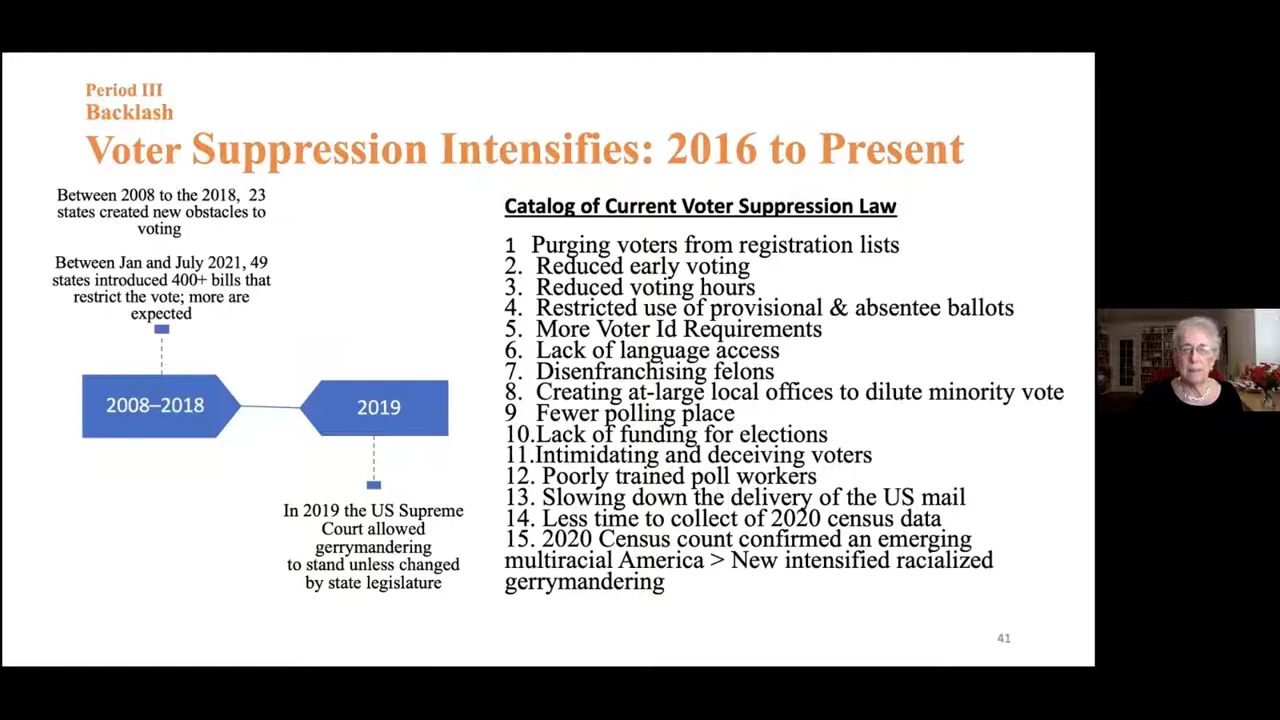 Period III
Backlash
Voter Suppression Intensifies: 2016 to Present
Between 2008 to the 2018, 23
states created new obstacles to
voting
Between Jan and July 2021, 49
states introduced 400+ bills that
restrict the vote; more are
expected
2008–2018
2019
In 2019 the US Supreme
Court allowed
gerrymandering
to stand unless changed
by state legislature
Catalog of Current Voter Suppression Law
1 Purging voters from registration lists
2. Reduced early voting
3. Reduced voting hours
4. Restricted use of provisional & absentee ballots
5. More Voter Id Requirements
6. Lack of language access
7. Disenfranchising felons
8. Creating at-large local offices to dilute minority vote
9 Fewer polling place
10.Lack of funding for elections
11.Intimidating and deceiving voters
12. Poorly trained poll workers
13. Slowing down the delivery of the US mail
14. Less time to collect of 2020 census data
15. 2020 Census count confirmed an emerging
multiracial America > New intensified racialized
gerrymandering
41